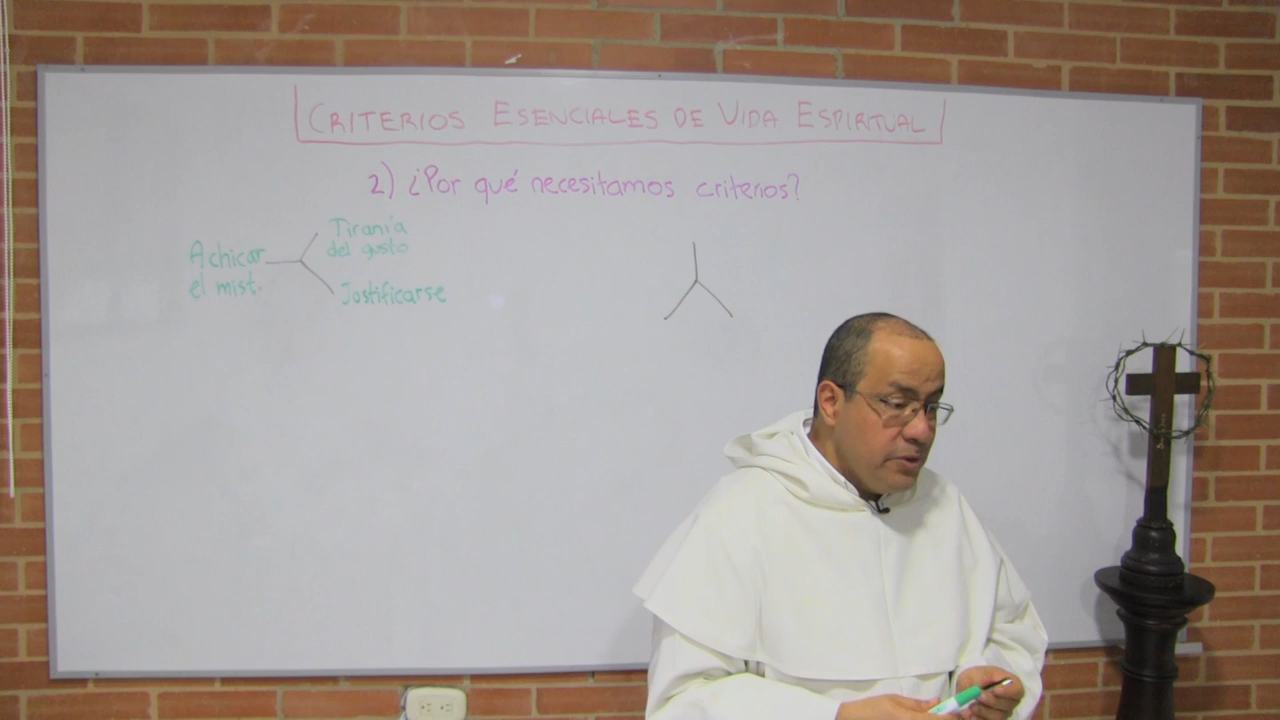 CRITERIOS ESENCIALES DE VIDA ESPIRITUAL
2) ¿Por qué necesitamos criterios?
Achicar
el mist.
Tiranía
del gusto
Justificarse